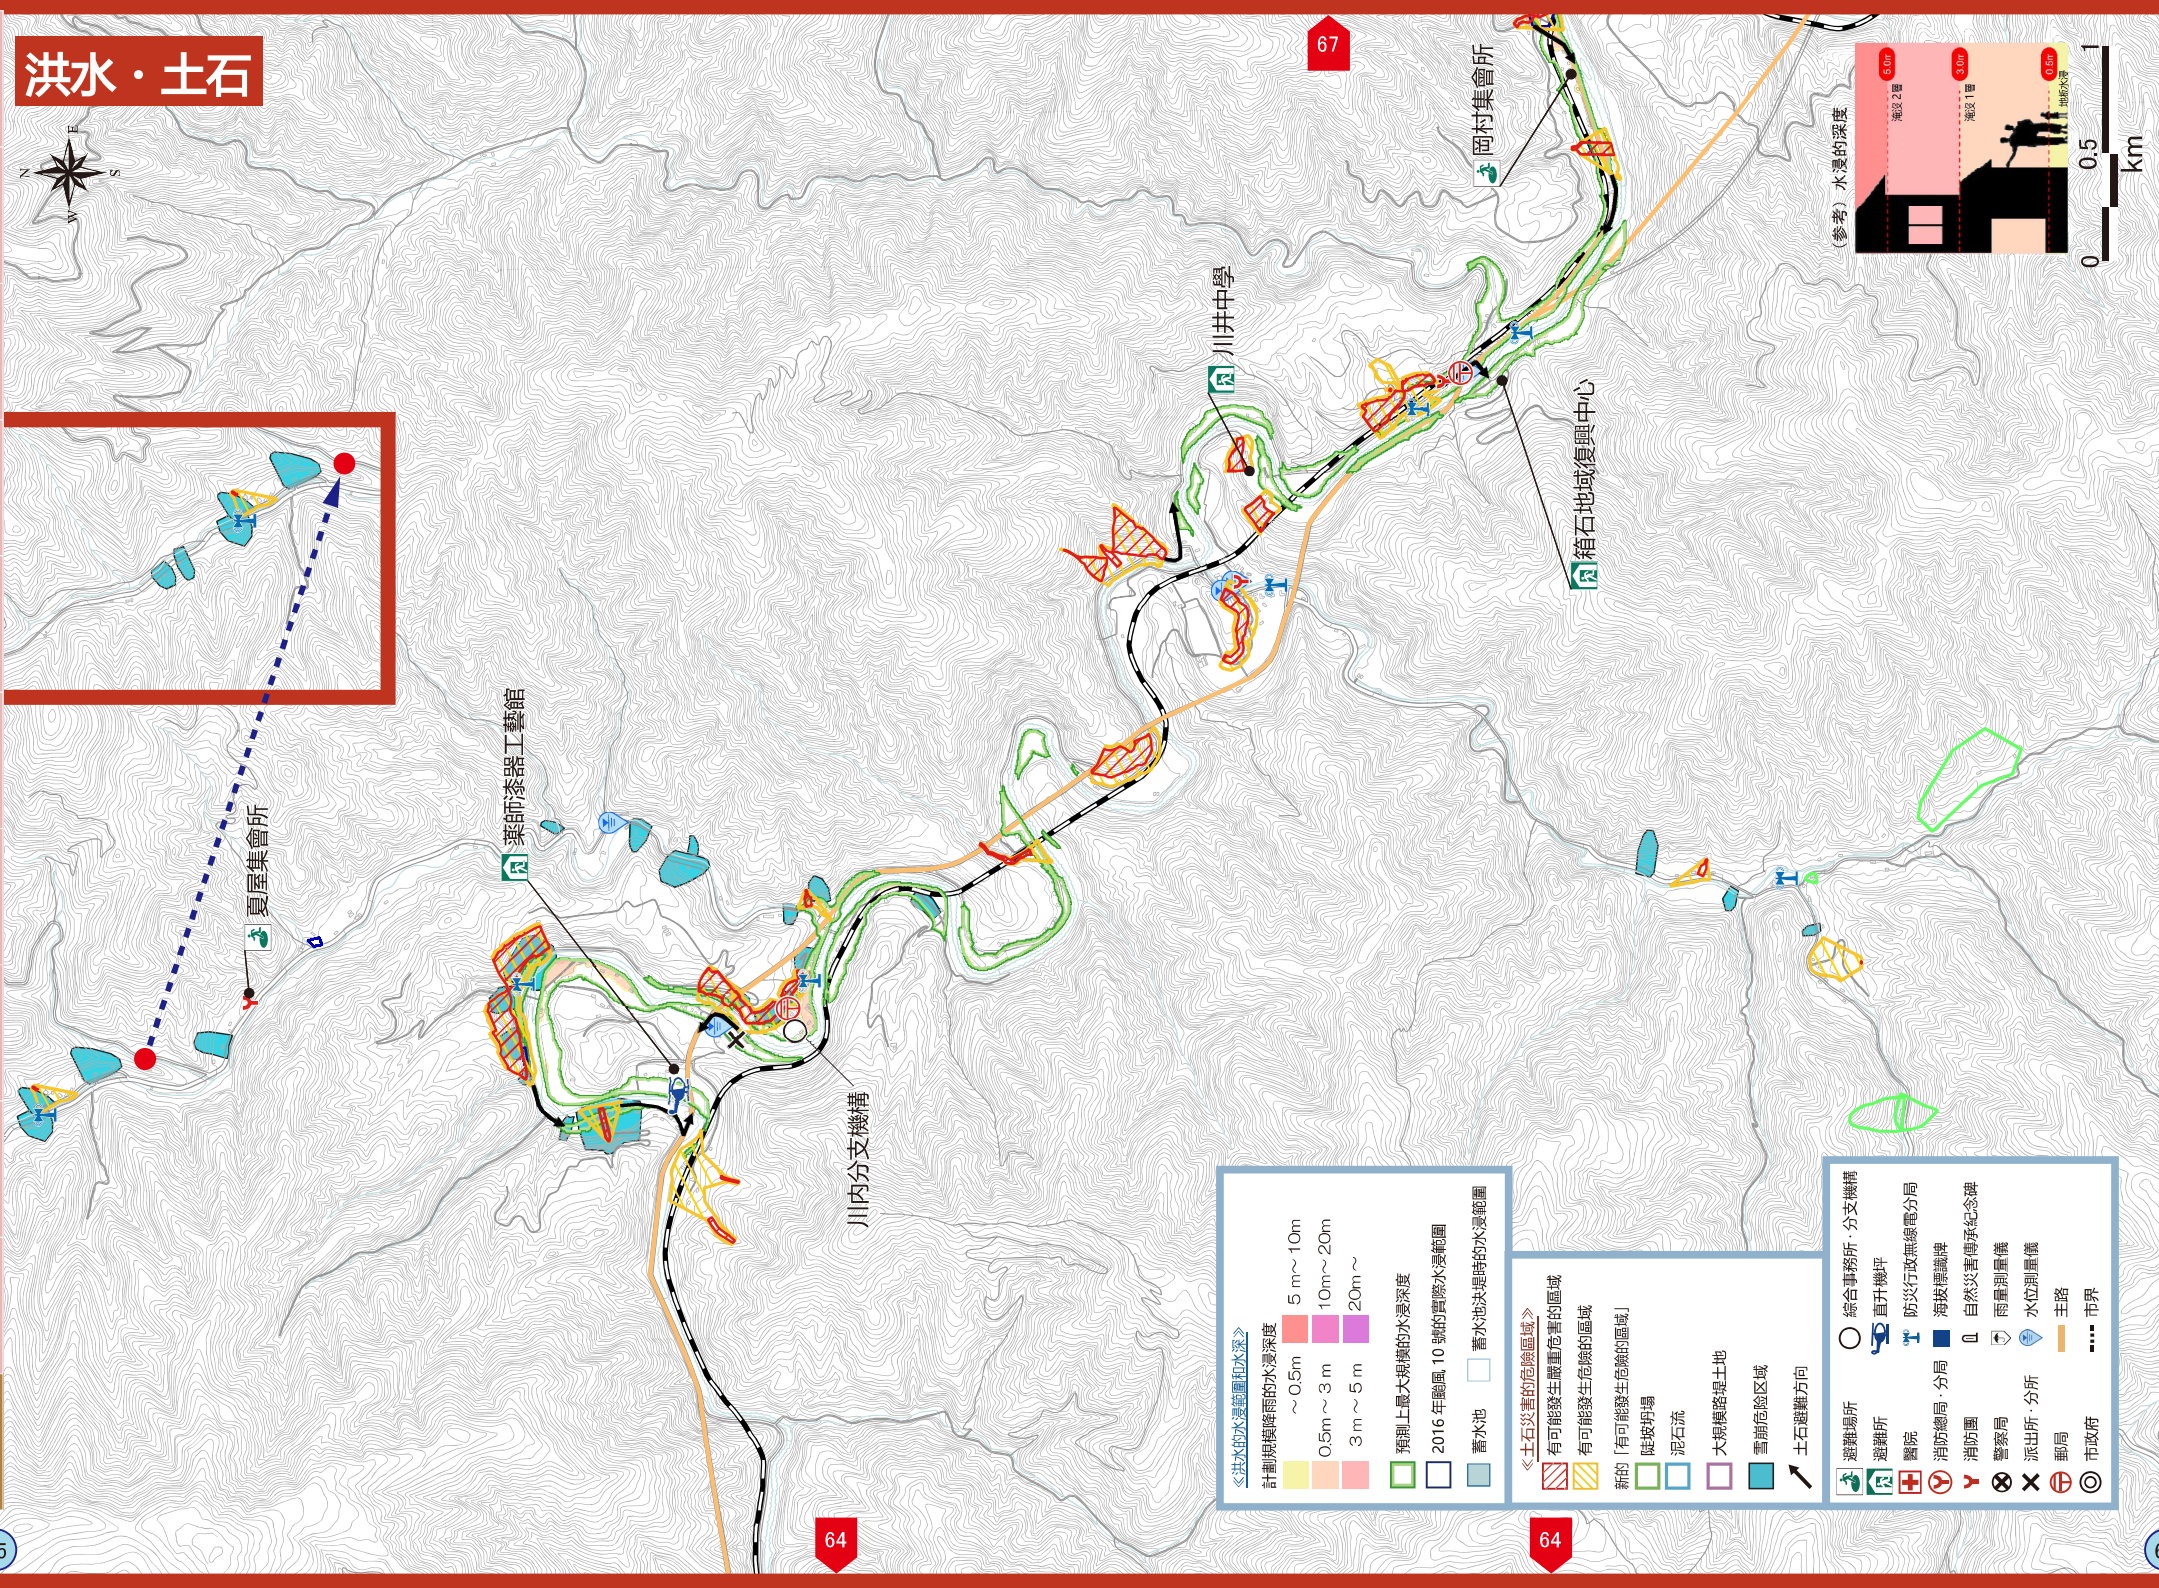 洪水・土石
N
E
S
W
67
岡村集會所
川井中學
箱石地域復興中心
薬師漆器工藝館
夏屋集會所
川内分支機構
(参考) 水浸的深度
5.0m
淹沒 2 層
3.0m
淹沒 1 層
0.5m
地板水浸
0
0.5
1
km
≪洪水的水浸範圍和水深≫
計劃規模降雨的水浸深度
~ 0.5m
5 m~ 10m
0.5m~ 3 m
10m~ 20m
3 m~ 5 m
20m ~
預測上最大規模的水浸深度
2016 年颱風 10 號的實際水浸範圍
蓄水池
蓄水池決堤時的水浸範圍
≪土石災害的危險區域≫
有可能發生嚴重危害的區域
有可能發生危險的區域
新的「有可能發生危險的區域」
陡坡坍塌
泥石流
大規模路堤土地
雪崩危险区域
土石避難方向
避難場所
避難所
醫院
消防總局・分局
消防團
警察局
派出所・分所
郵局
市政府
綜合事務所・分支機構
直升機坪
防災行政無線電分局
海拔標識牌
自然災害傳承紀念碑
雨量測量儀
水位測量儀
主路
市界
64
64